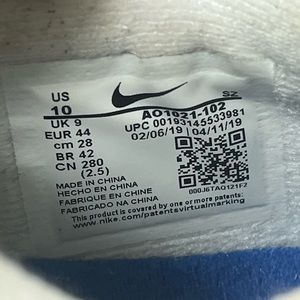 US
10
UK 9
EUR 44
cm 28
BR 42
CN 280
(2.5)
SZ
AO1021-102
UPC 00193145533981
02/06/19 04/11/19
000J6TAO121F2
MADE IN CHINA
HECHO EN CHINA
FABRIQUÉ EN CHINE
FABRICADO NA CHINA
This product is covered by one or more patents.
www.nike.com/patentsvirtualmarking